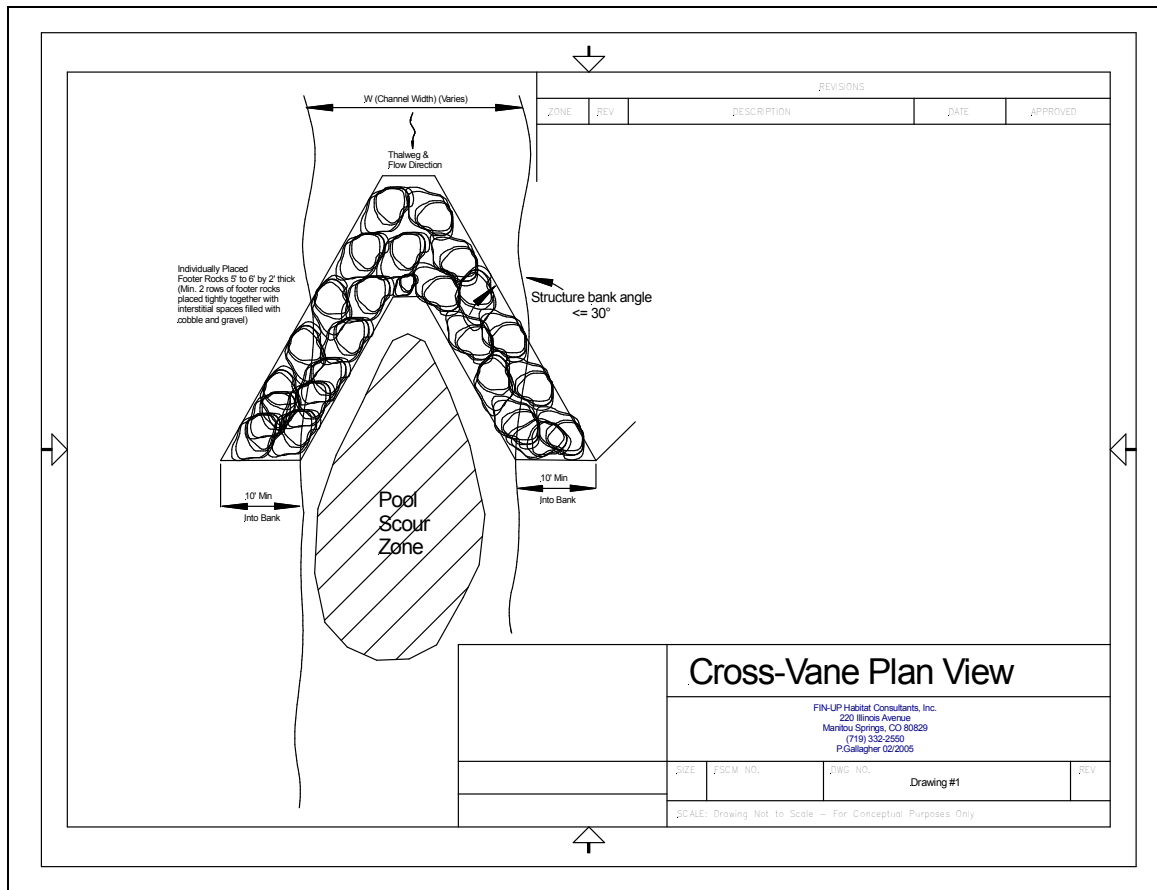 REVISIONS
ZONE REV DESCRIPTION DATE APPROVED
W (Channel Width) (Varies)
Thalweg &
Flow Direction
Individually Placed
Footer Rocks 5' to 6' by 2' thick
(Min. 2 rows of footer rocks
placed tightly together with
interstitial spaces filled with
cobble and gravel)
Structure bank angle
<= 30°
10' Min
Into Bank
10' Min
Into Bank
Pool
Scour
Zone
Cross-Vane Plan View
FIN-UP Habitat Consultants, Inc.
220 Illinois Avenue
Manitou Springs, CO 80829
(719) 332-2550
P.Gallagher 02/2005
SIZE FSCM NO. DWG NO. REV
Drawing #1
SCALE: Drawing Not to Scale - For Conceptual Purposes Only